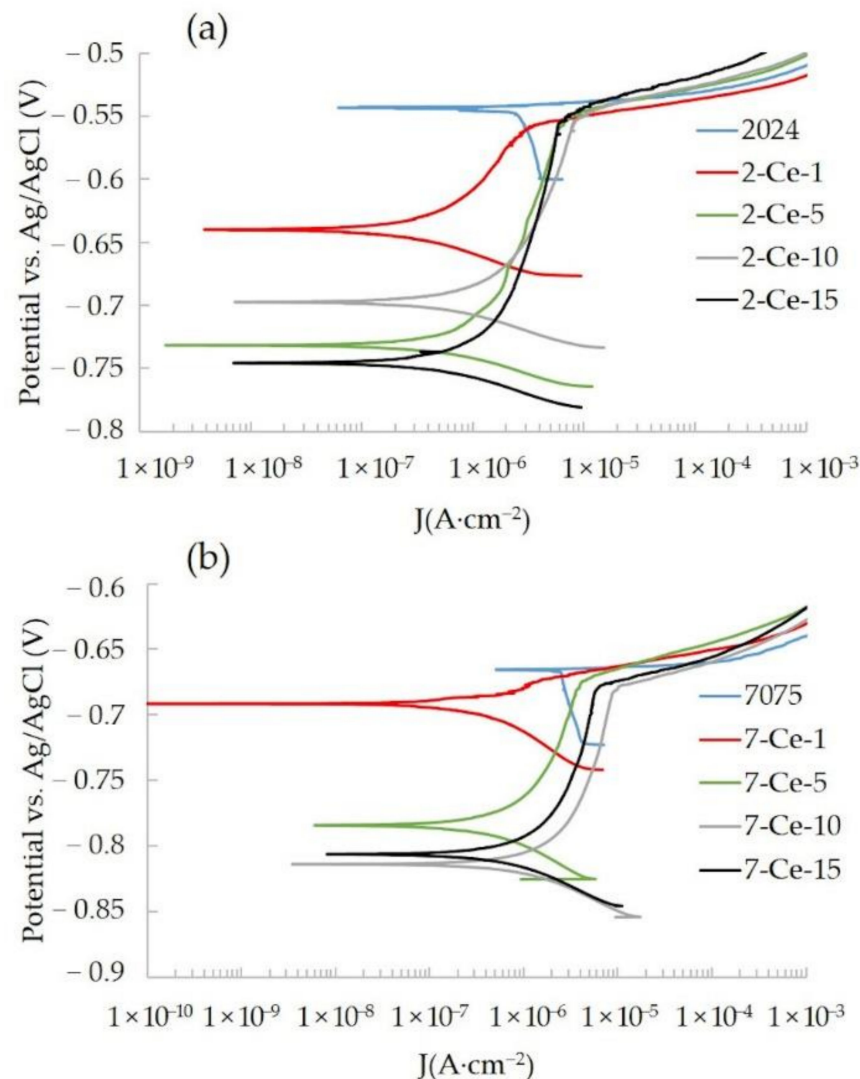 (a)
− 0.5
− 0.55
− 0.6
− 0.65
− 0.7
− 0.75
− 0.8
Potential vs. Ag/AgCl (V)
2024
2-Ce-1
2-Ce-5
2-Ce-10
2-Ce-15
1 × 10⁻⁹ 1 × 10⁻⁸ 1 × 10⁻⁷ 1 × 10⁻⁶ 1 × 10⁻⁵ 1 × 10⁻⁴ 1 × 10⁻³
J(A·cm⁻²)
(b)
− 0.6
− 0.65
− 0.7
− 0.75
− 0.8
− 0.85
− 0.9
Potential vs. Ag/AgCl (V)
7075
7-Ce-1
7-Ce-5
7-Ce-10
7-Ce-15
1 × 10⁻¹⁰ 1 × 10⁻⁹ 1 × 10⁻⁸ 1 × 10⁻⁷ 1 × 10⁻⁶ 1 × 10⁻⁵ 1 × 10⁻⁴ 1 × 10⁻³
J(A·cm⁻²)